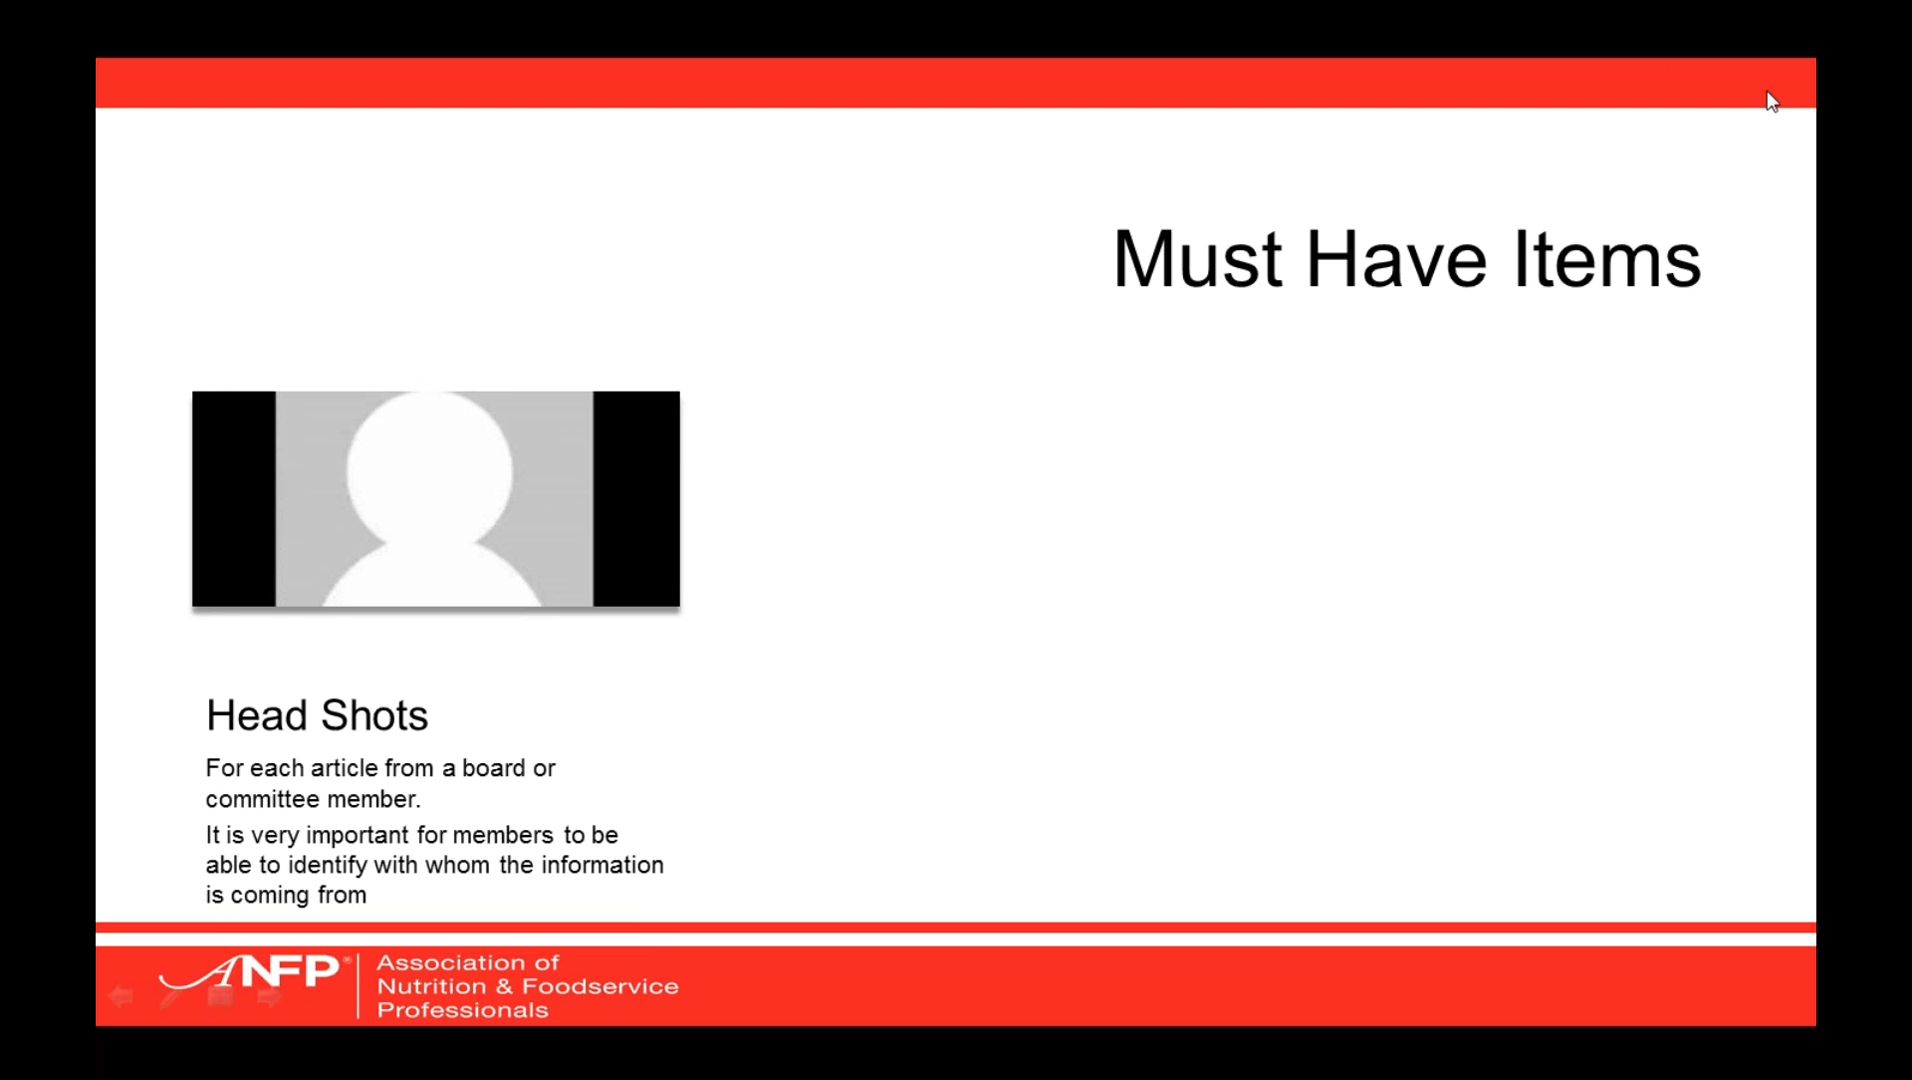 Must Have Items
Head Shots
For each article from a board or
committee member.
It is very important for members to be
able to identify with whom the information
is coming from
ANFP®
Association of
Nutrition & Foodservice
Professionals